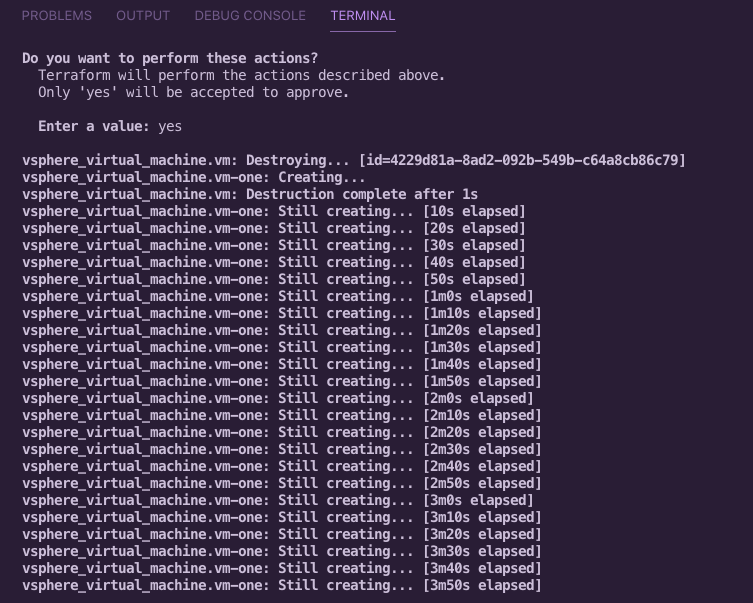 PROBLEMS OUTPUT DEBUG CONSOLE TERMINAL
Do you want to perform these actions?
Terraform will perform the actions described above.
Only 'yes' will be accepted to approve.
Enter a value: yes
vsphere_virtual_machine.vm: Destroying... [id=4229d81a-8ad2-092b-549b-c64a8cb86c79]
vsphere_virtual_machine.vm-one: Creating...
vsphere_virtual_machine.vm: Destruction complete after 1s
vsphere_virtual_machine.vm-one: Still creating... [10s elapsed]
vsphere_virtual_machine.vm-one: Still creating... [20s elapsed]
vsphere_virtual_machine.vm-one: Still creating... [30s elapsed]
vsphere_virtual_machine.vm-one: Still creating... [40s elapsed]
vsphere_virtual_machine.vm-one: Still creating... [50s elapsed]
vsphere_virtual_machine.vm-one: Still creating... [1m0s elapsed]
vsphere_virtual_machine.vm-one: Still creating... [1m10s elapsed]
vsphere_virtual_machine.vm-one: Still creating... [1m20s elapsed]
vsphere_virtual_machine.vm-one: Still creating... [1m30s elapsed]
vsphere_virtual_machine.vm-one: Still creating... [1m40s elapsed]
vsphere_virtual_machine.vm-one: Still creating... [1m50s elapsed]
vsphere_virtual_machine.vm-one: Still creating... [2m0s elapsed]
vsphere_virtual_machine.vm-one: Still creating... [2m10s elapsed]
vsphere_virtual_machine.vm-one: Still creating... [2m20s elapsed]
vsphere_virtual_machine.vm-one: Still creating... [2m30s elapsed]
vsphere_virtual_machine.vm-one: Still creating... [2m40s elapsed]
vsphere_virtual_machine.vm-one: Still creating... [2m50s elapsed]
vsphere_virtual_machine.vm-one: Still creating... [3m0s elapsed]
vsphere_virtual_machine.vm-one: Still creating... [3m10s elapsed]
vsphere_virtual_machine.vm-one: Still creating... [3m20s elapsed]
vsphere_virtual_machine.vm-one: Still creating... [3m30s elapsed]
vsphere_virtual_machine.vm-one: Still creating... [3m40s elapsed]
vsphere_virtual_machine.vm-one: Still creating... [3m50s elapsed]